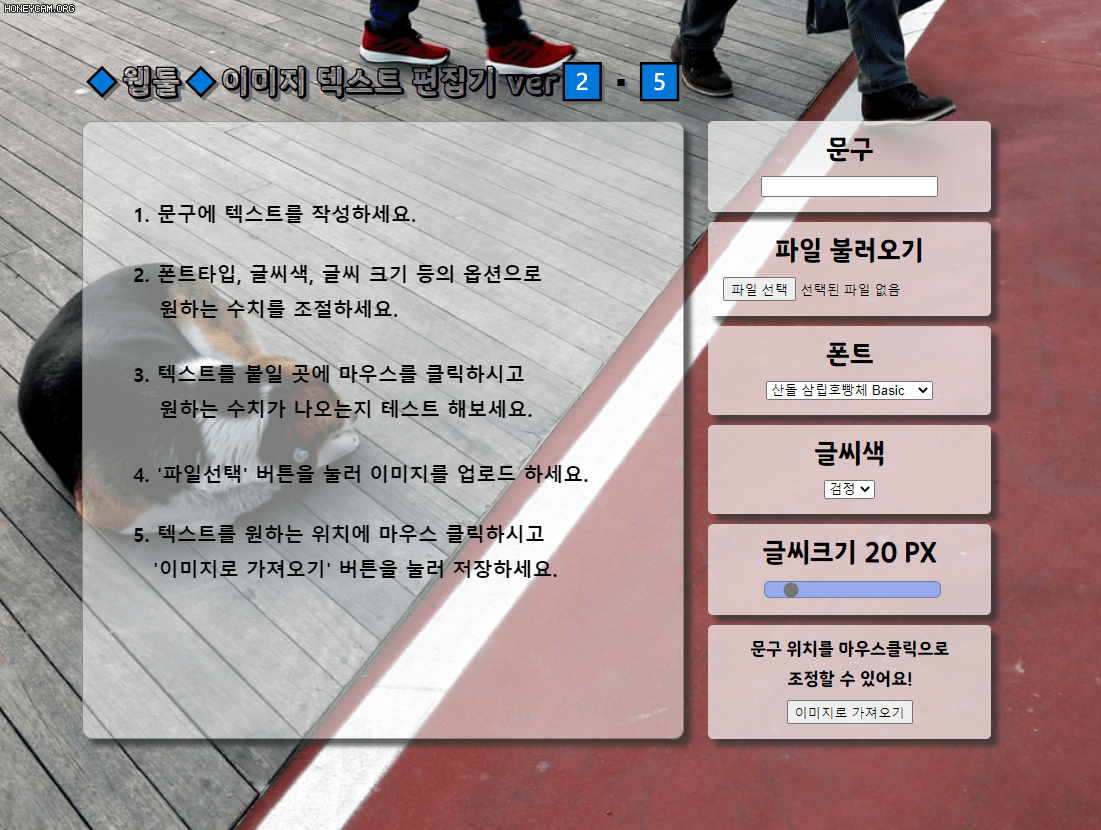 HONEYCAM.ORG
🔷웹툴🔷이미지 텍스트 편집기 ver 2 ▪ 5
1. 문구에 텍스트를 작성하세요.
2. 폰트타입, 글씨색, 글씨 크기 등의 옵션으로
원하는 수치를 조절하세요.
3. 텍스트를 붙일 곳에 마우스를 클릭하시고
원하는 수치가 나오는지 테스트 해보세요.
4. '파일선택' 버튼을 눌러 이미지를 업로드 하세요.
5. 텍스트를 원하는 위치에 마우스 클릭하시고
'이미지로 가져오기' 버튼을 눌러 저장하세요.
문구
파일 불러오기
파일 선택 선택된 파일 없음
폰트
산돌 삼립호빵체 Basic
글씨색
검정
글씨크기 20 PX
문구 위치를 마우스클릭으로
조정할 수 있어요!
이미지로 가져오기